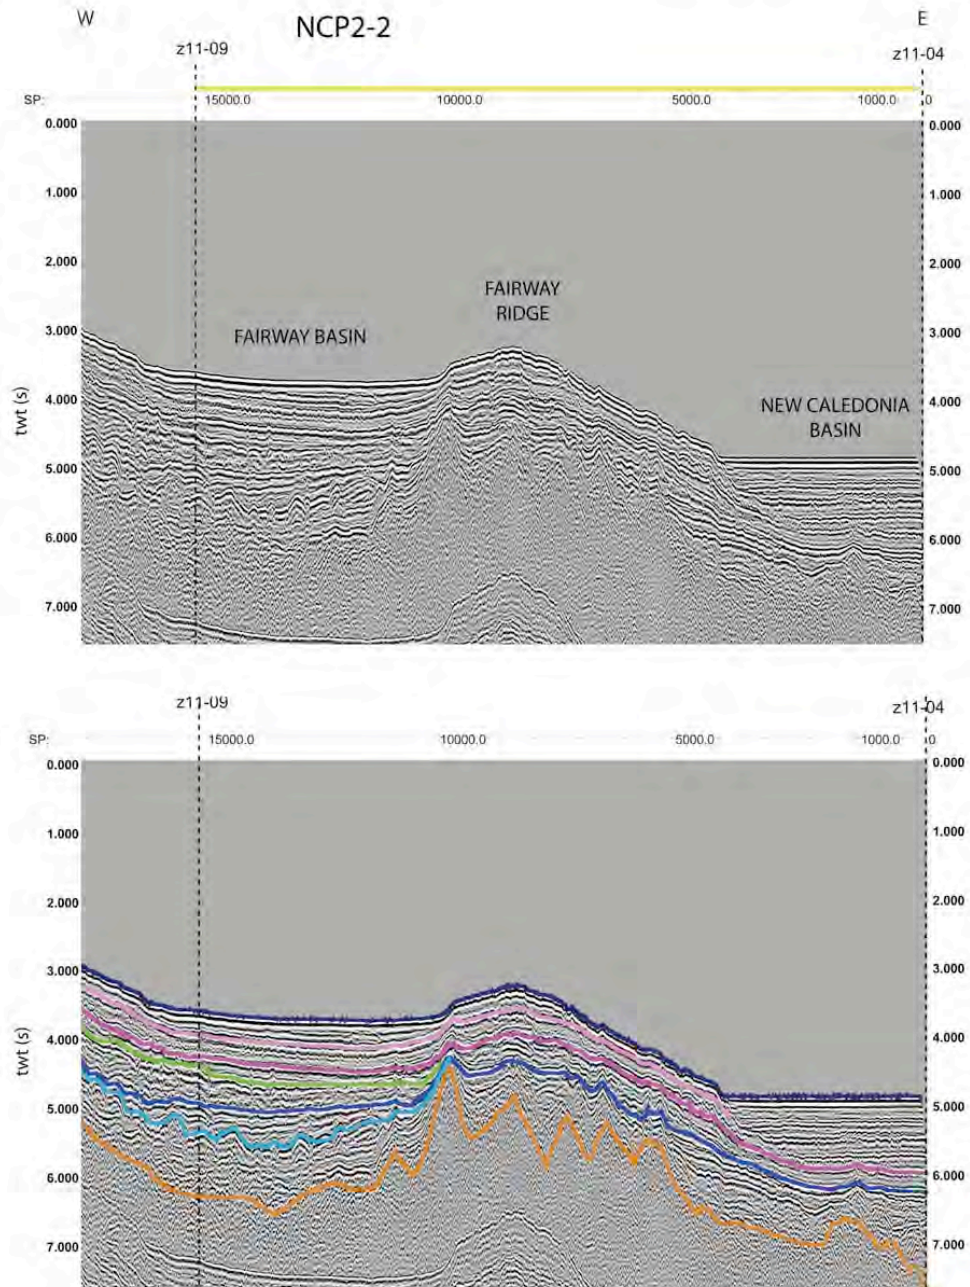 W
NCP2-2
E
z11-09
z11-04
SP: 15000.0 10000.0 5000.0 1000.0 0
0.000 0.000
1.000 1.000
2.000 2.000
FAIRWAY
RIDGE
3.000 3.000
FAIRWAY BASIN
4.000 4.000
twt (s)
NEW CALEDONIA
BASIN
5.000 5.000
6.000 6.000
7.000 7.000
z11-09
z11-04
SP: 15000.0 10000.0 5000.0 1000.0 0
0.000 0.000
1.000 1.000
2.000 2.000
3.000 3.000
4.000 4.000
twt (s)
5.000 5.000
6.000 6.000
7.000 7.000